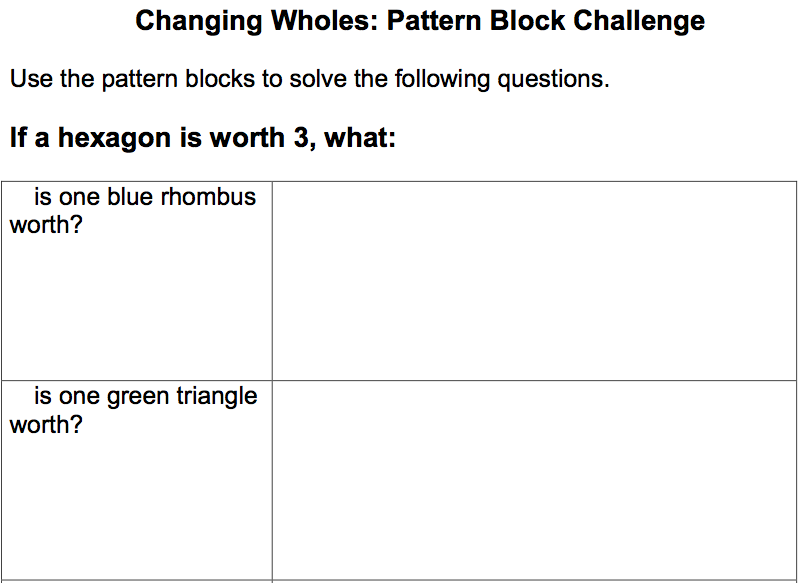 Changing Wholes: Pattern Block Challenge
Use the pattern blocks to solve the following questions.
If a hexagon is worth 3, what:
is one blue rhombus
worth?
is one green triangle
worth?